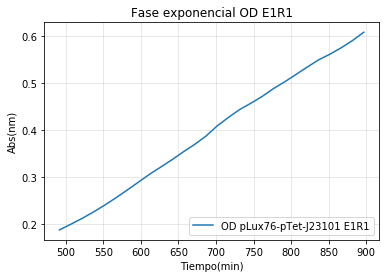 Fase exponencial OD E1R1
Abs(nm)
0.6
0.5
0.4
0.3
0.2
OD pLux76-pTet-J23101 E1R1
500 550 600 650 700 750 800 850 900
Tiempo(min)